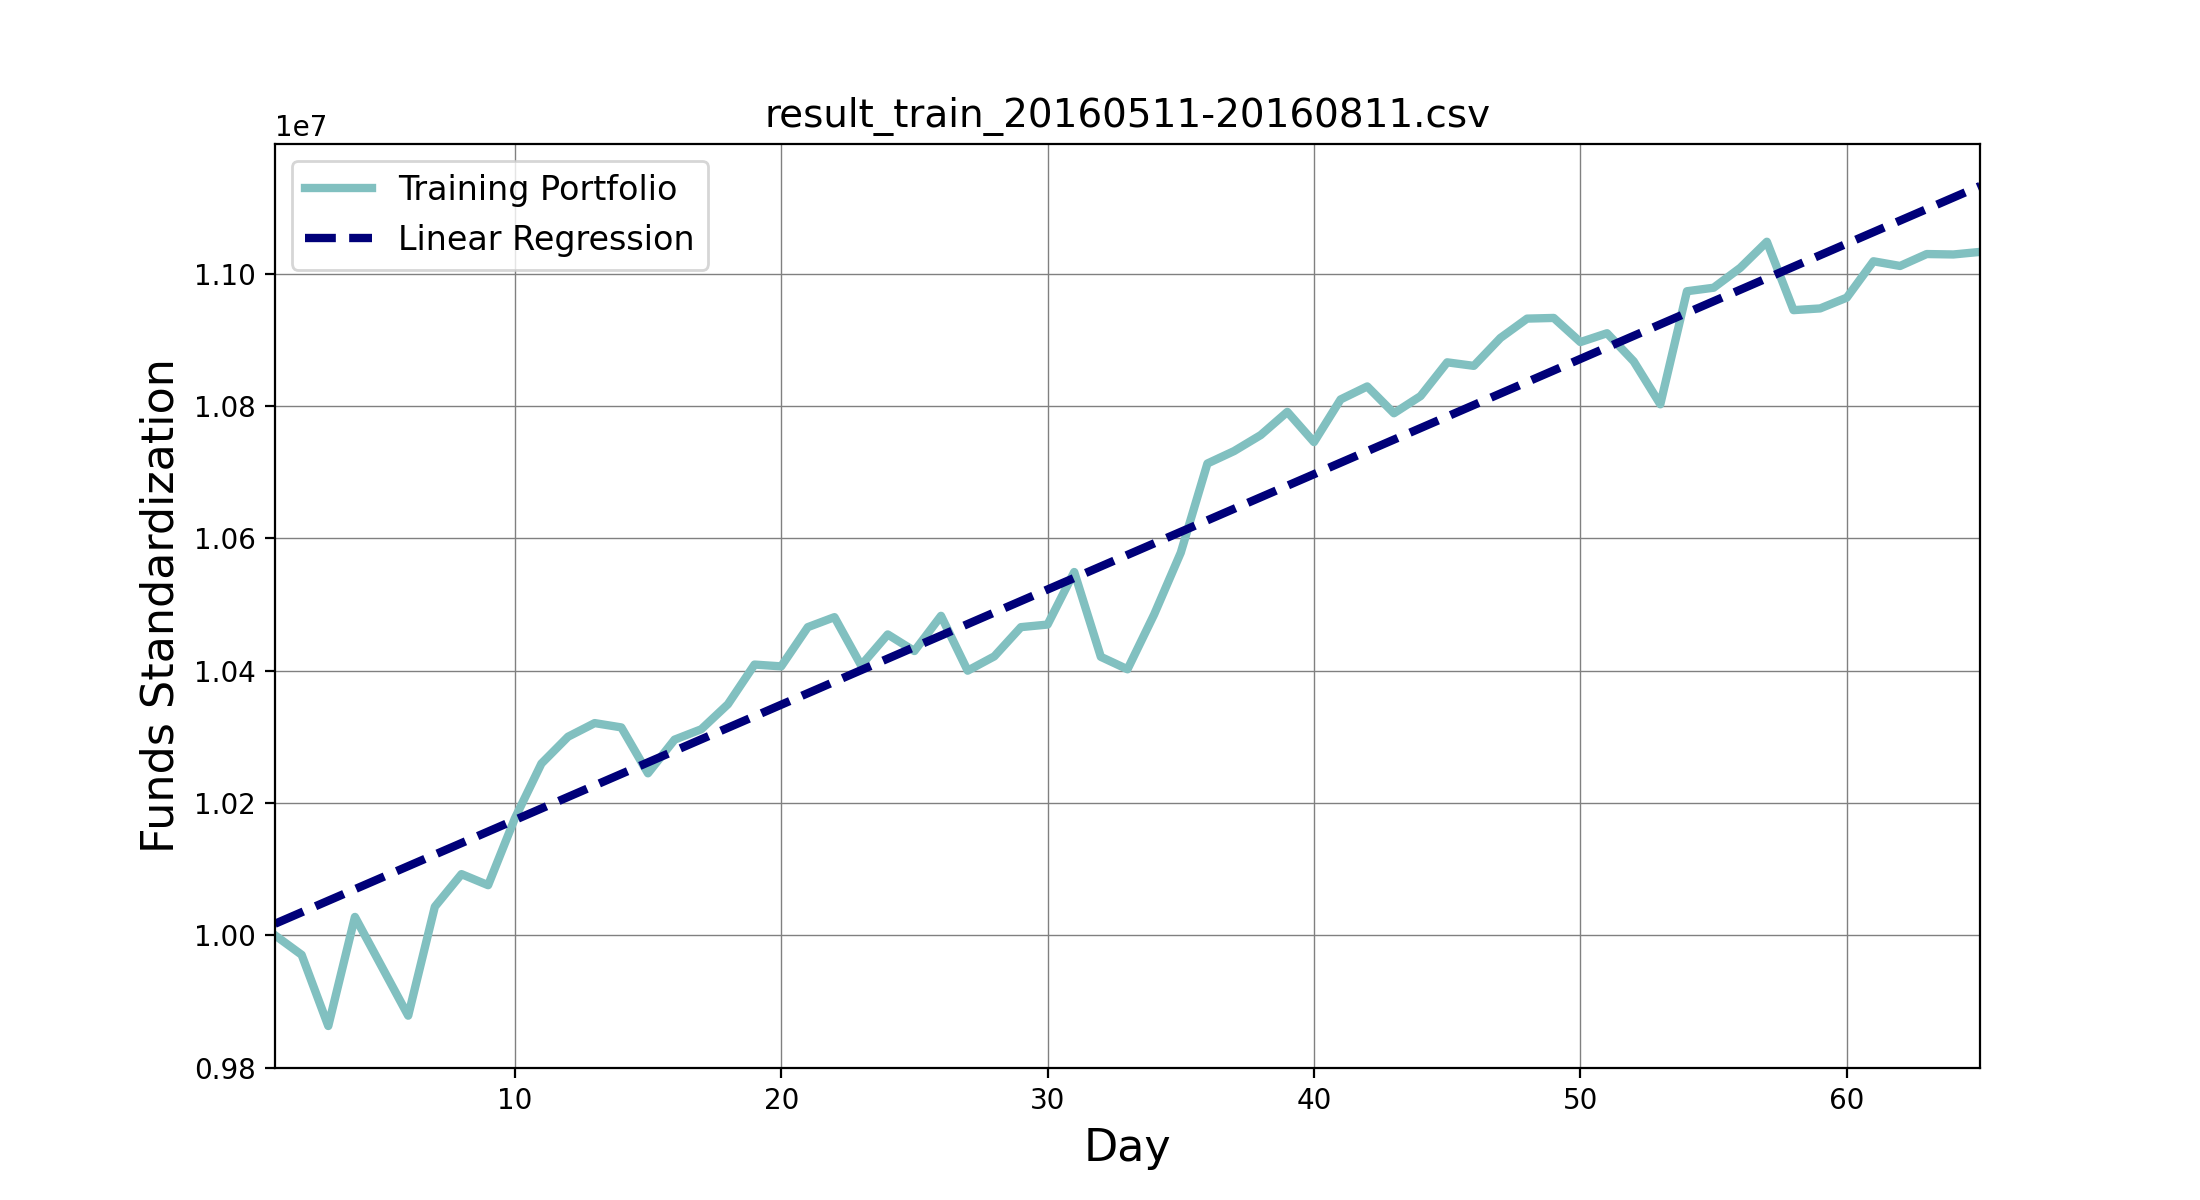 result_train_20160511-20160811.csv
1e7
Training Portfolio
Linear Regression
1.10
1.08
1.06
1.04
1.02
1.00
0.98
Funds Standardization
10 20 30 40 50 60
Day